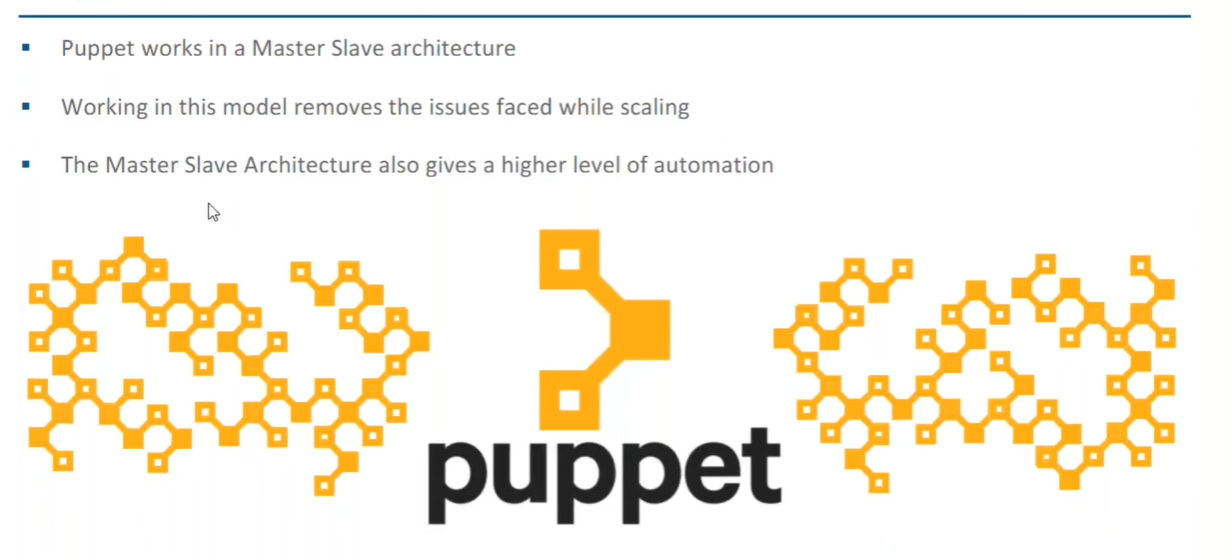 Puppet works in a Master Slave architecture
Working in this model removes the issues faced while scaling
The Master Slave Architecture also gives a higher level of automation
puppet